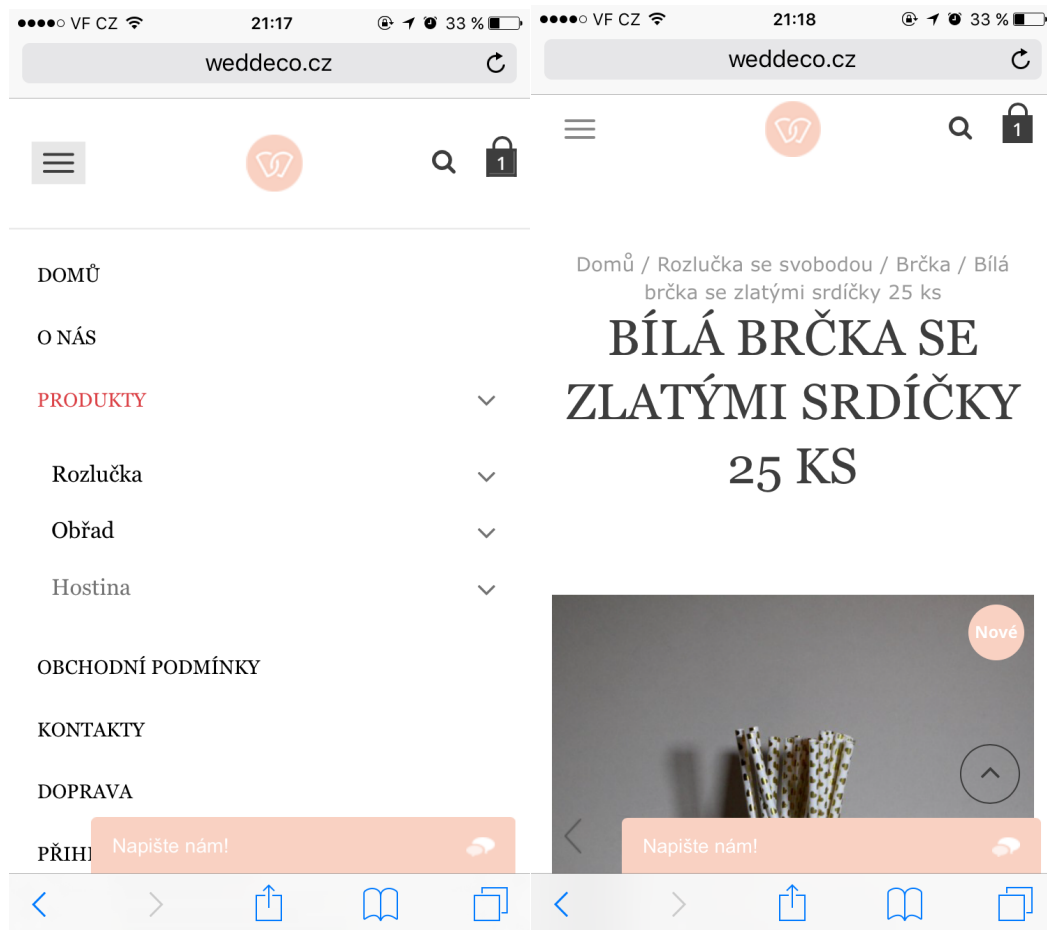 VF CZ 21:17 33 %
weddeco.cz
1
DOMŮ
O NÁS
PRODUKTY
Rozlučka
Obřad
Hostina
OBCHODNÍ PODMÍNKY
KONTAKTY
DOPRAVA
PŘIH
Napište nám!
VF CZ 21:18 33 %
weddeco.cz
1
Domů / Rozlučka se svobodou / Brčka / Bílá
brčka se zlatými srdíčky 25 ks
BÍLÁ BRČKA SE
ZLATÝMI SRDÍČKY
25 KS
Nové
Napište nám!